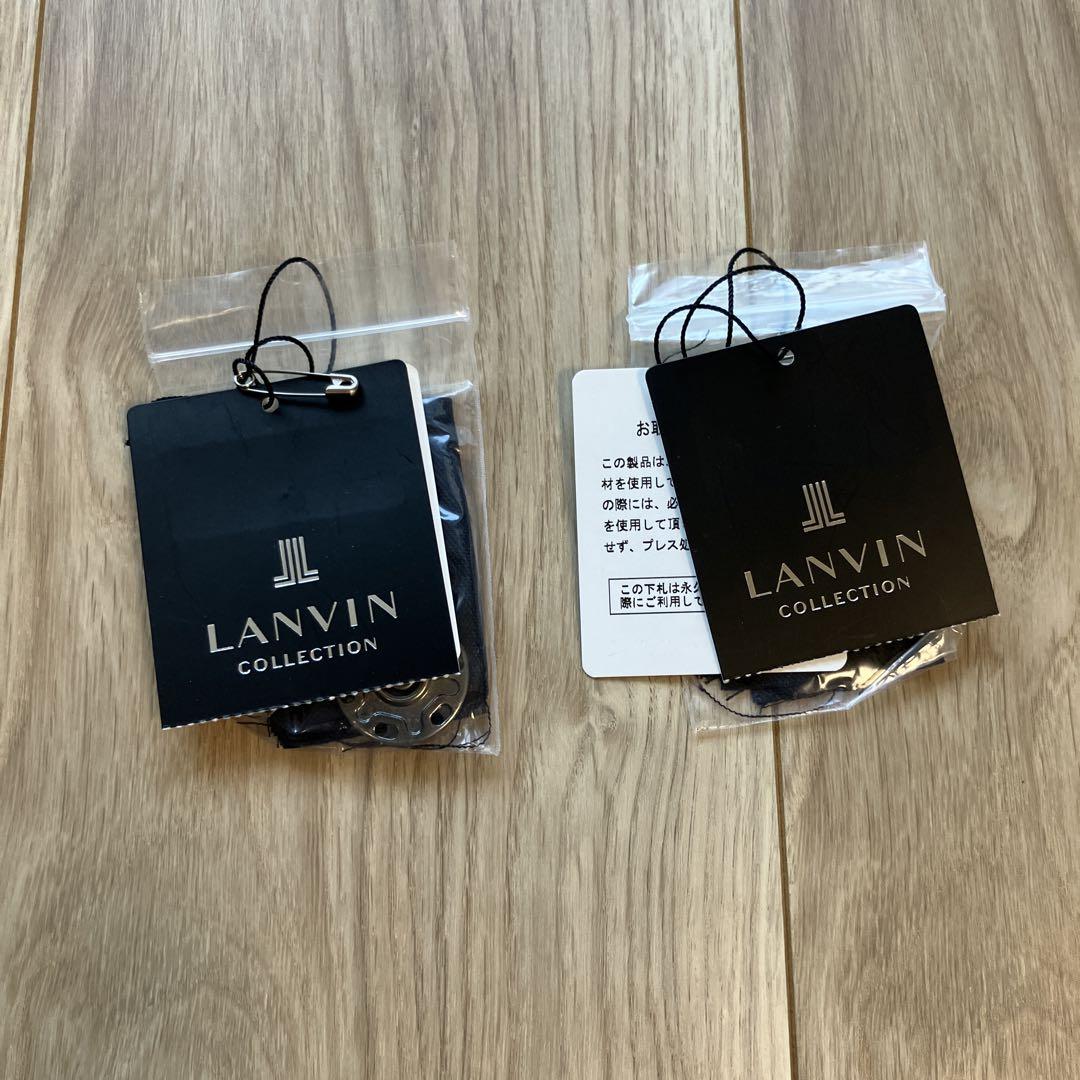 LANVIN
COLLECTION
お取
この製品は
材を使用して
の際には、必
を使用して頂
せず、プレス処
この下札は永久
際にご利用して
LANVIN
COLLECTION